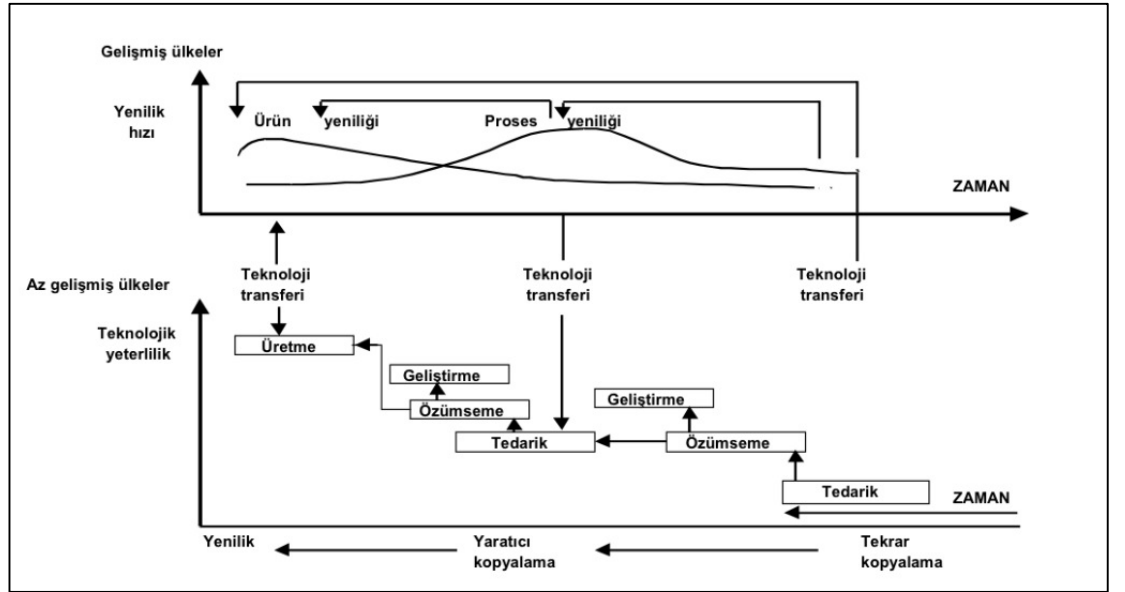 Gelişmiş ülkeler
Yenilik
hızı
Ürün yeniliği Proses yeniliği
ZAMAN
Teknoloji
transferi
Teknoloji
transferi
Teknoloji
transferi
Az gelişmiş ülkeler
Teknolojik
yeterlilik
Üretme
Geliştirme
Özümseme
Tedarik
Geliştirme
Özümseme
Tedarik
ZAMAN
Yenilik
Yaratıcı
kopyalama
Tekrar
kopyalama